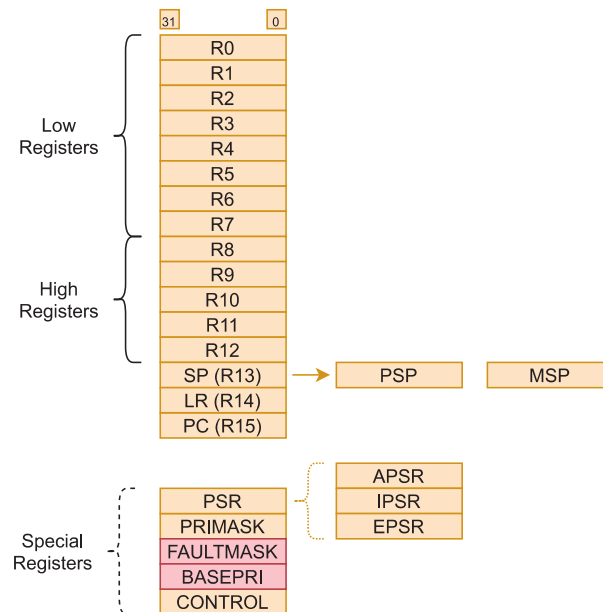 31 0
R0
R1
R2
R3
R4
R5
R6
R7
R8
R9
R10
R11
R12
SP (R13)
LR (R14)
PC (R15)
Low
Registers
High
Registers
PSP
MSP
PSR
PRIMASK
FAULTMASK
BASEPRI
CONTROL
Special
Registers
APSR
IPSR
EPSR